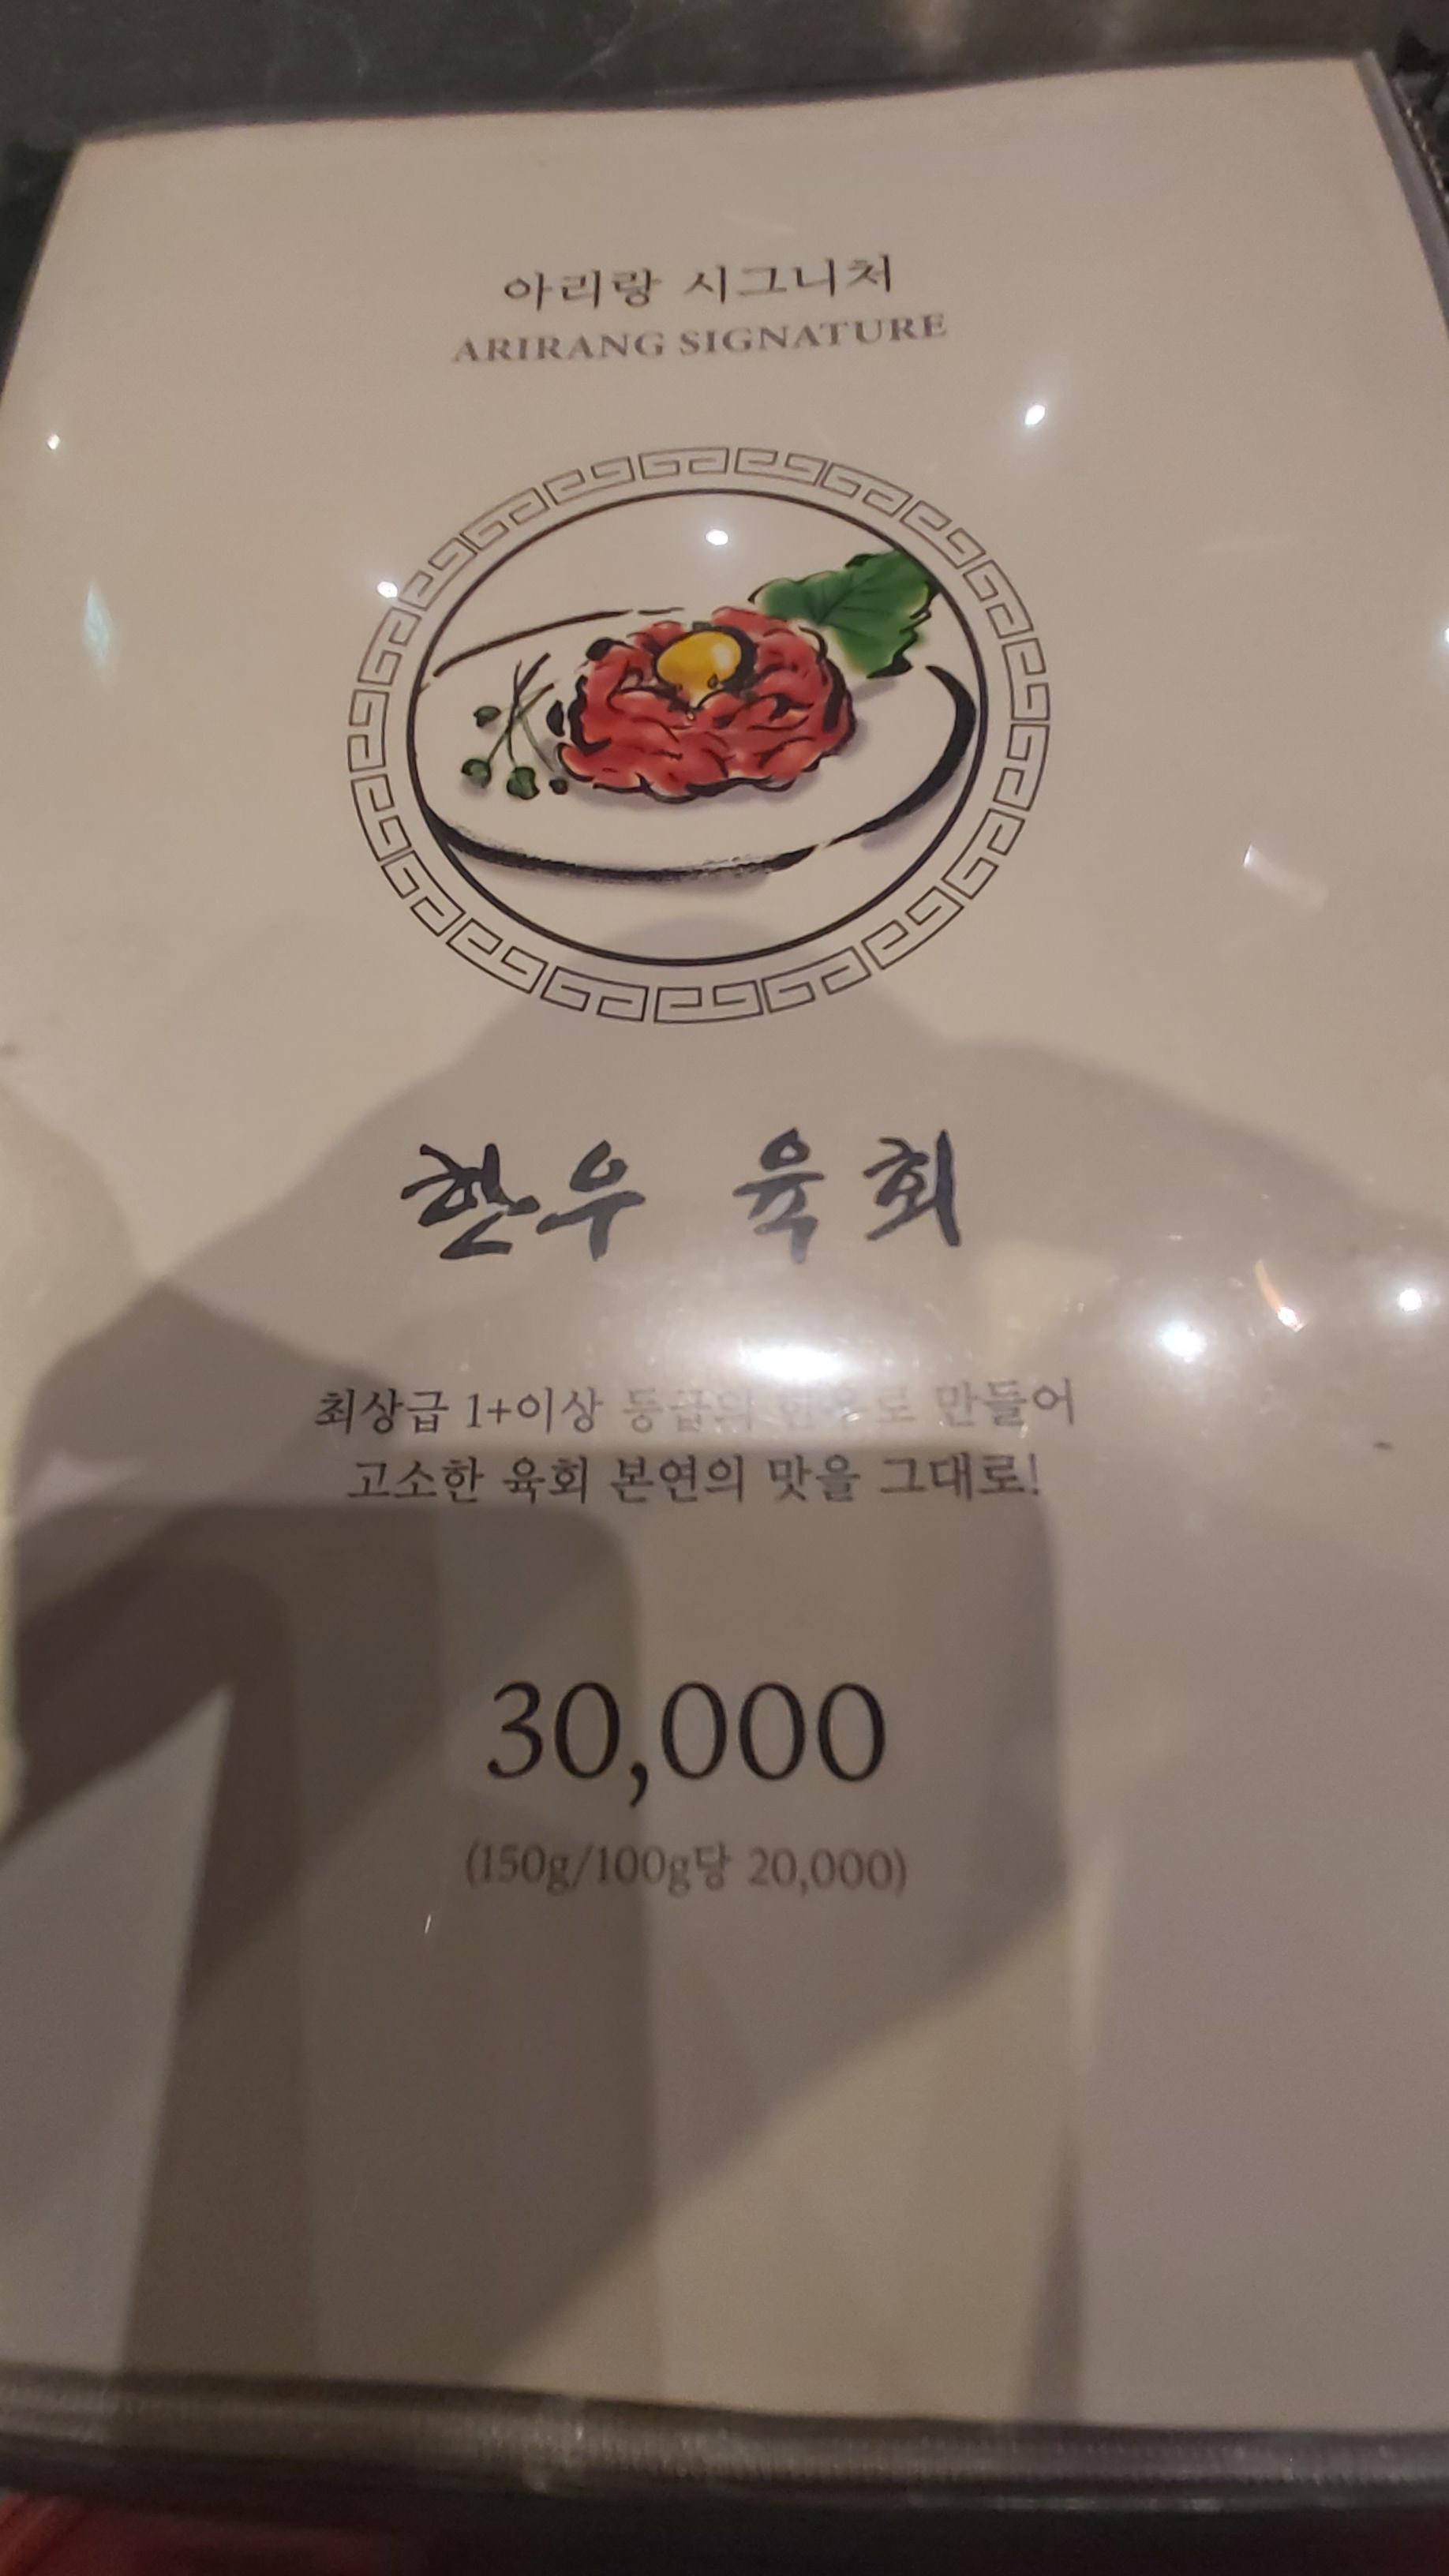 아리랑 시그니처
ARIRANG SIGNATURE
한우 육회
최상급 1+이상 등급의 한우로 만들어
고소한 육회 본연의 맛을 그대로!
30,000
(150g/100g당 20,000)